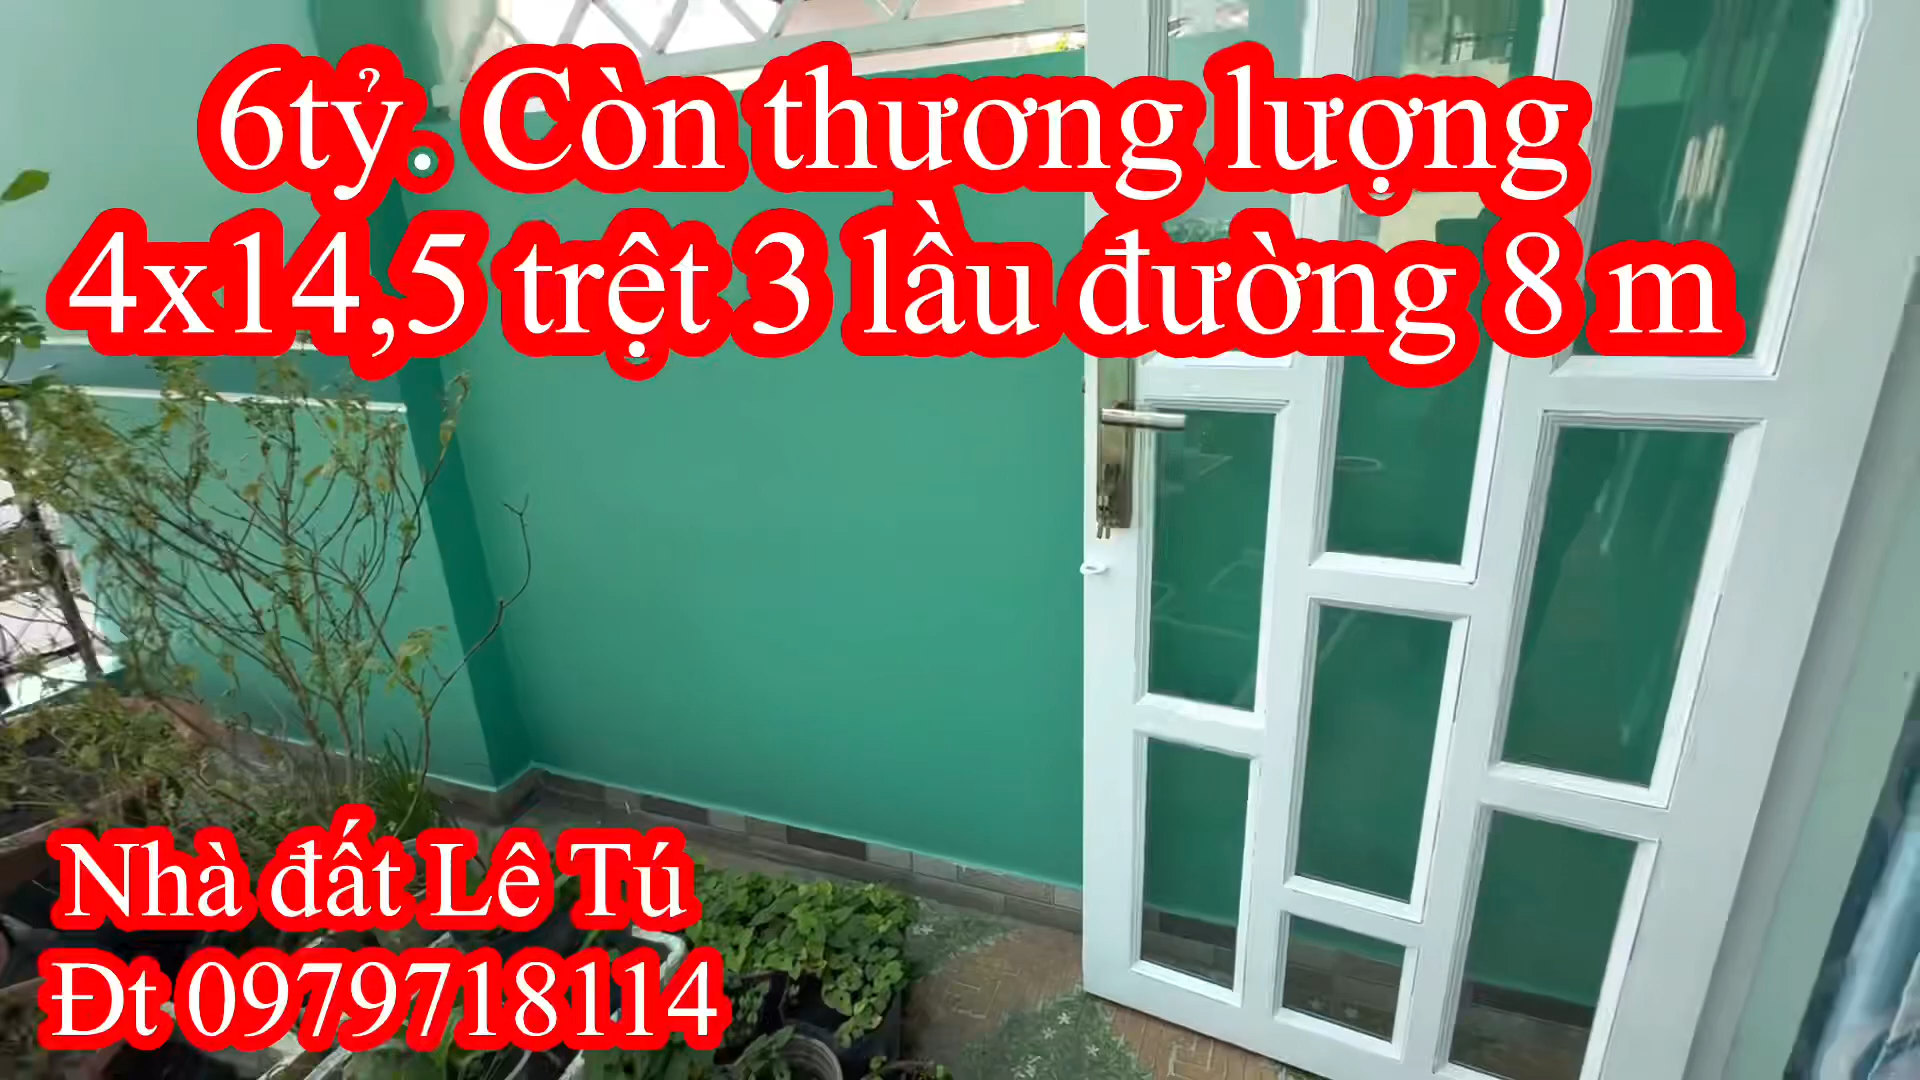 6tỷ. Còn thương lượng
4x14,5 trệt 3 lầu đường 8 m
Nhà đất Lê Tú
Đt 0979718114